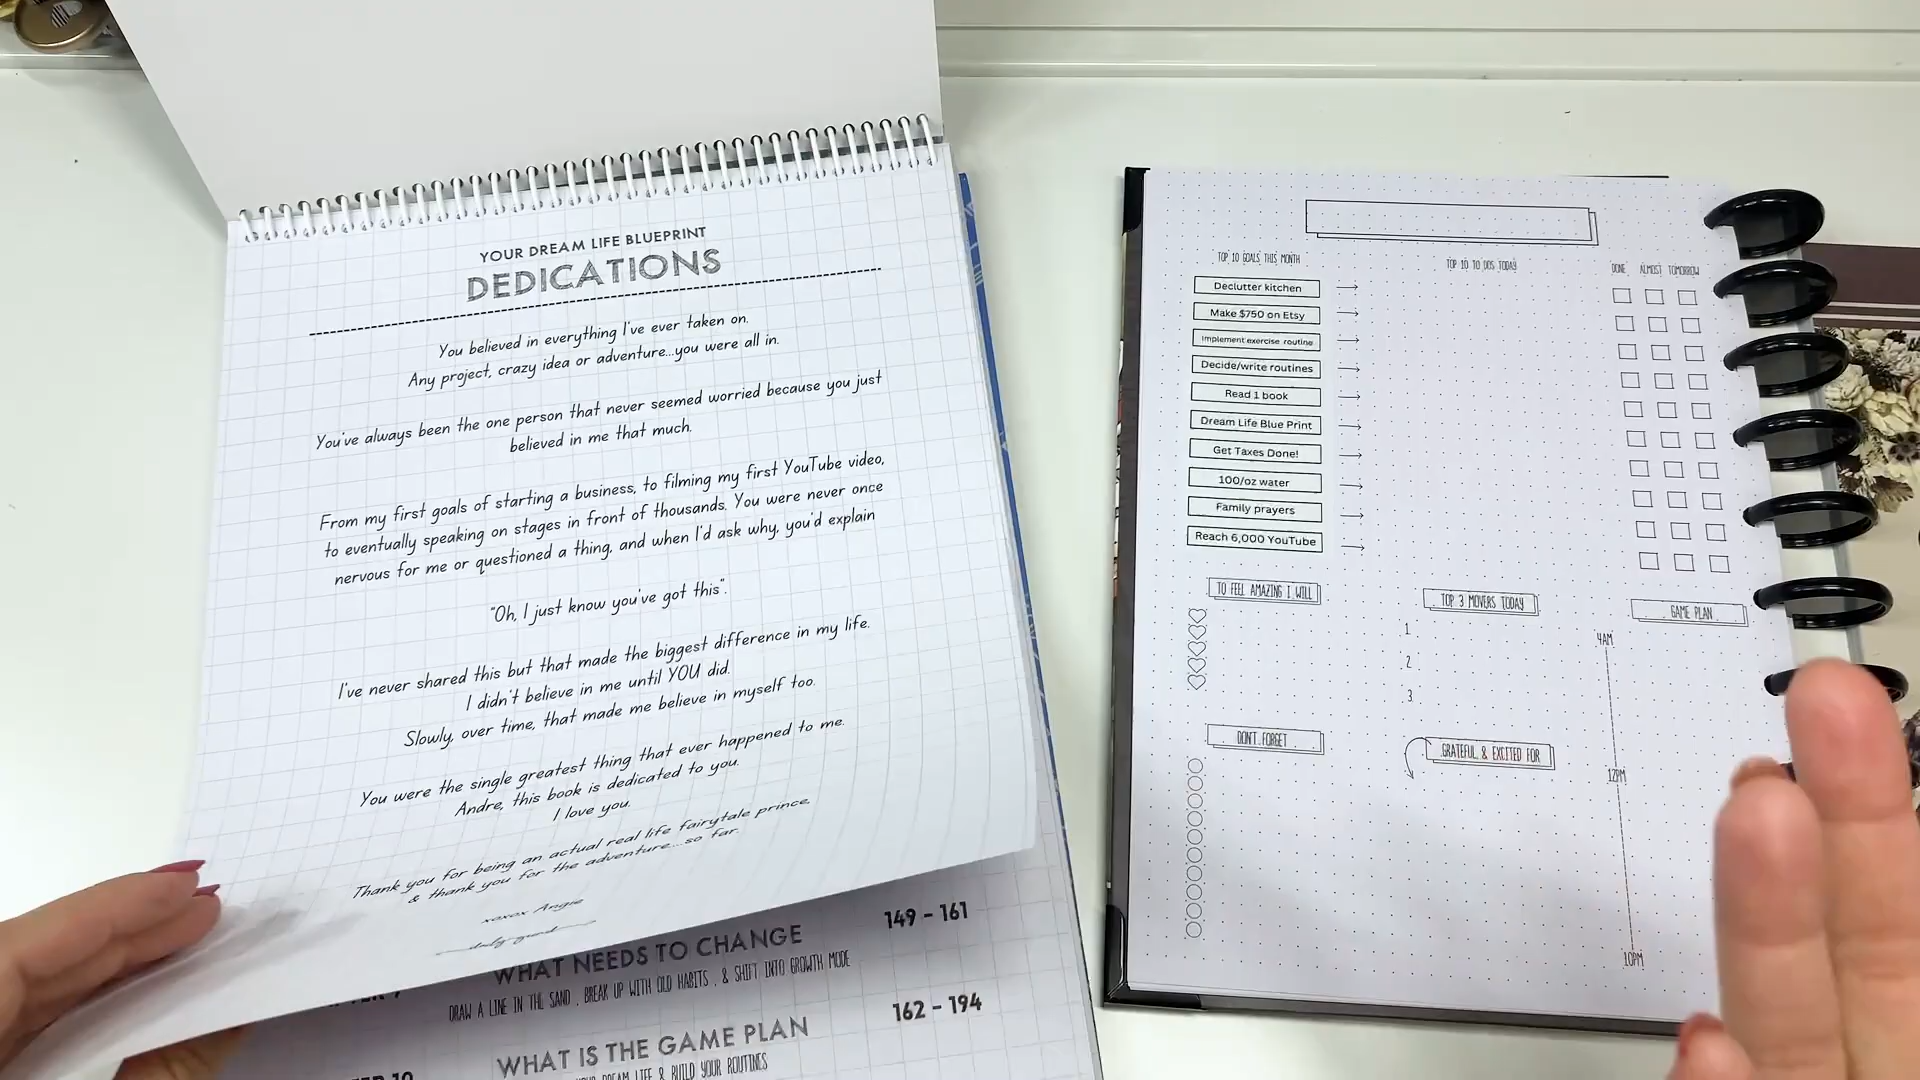 YOUR DREAM LIFE BLUEPRINT
DEDICATIONS
You believed in everything I've ever taken on.
Any project, crazy idea or adventure...you were all in.
You've always been the one person that never seemed worried because you just
believed in me that much.
From my first goals of starting a business, to filming my first YouTube video,
to eventually speaking on stages in front of thousands. You were never once
nervous for me or questioned a thing, and when I'd ask why, you'd explain
"Oh, I just know you've got this".
I've never shared this but that made the biggest difference in my life.
I didn't believe in me until YOU did.
Slowly, over time, that made me believe in myself too.
You were the single greatest thing that ever happened to me.
Andre, this book is dedicated to you.
I love you.
Thank you for being an actual real life fairytale prince,
& thank you for the adventure...so far.
xoxox Angie
WHAT NEEDS TO CHANGE 149 - 161
DRAW A LINE IN THE SAND, BREAK UP WITH OLD HABITS, & SHIFT INTO GROWTH MODE
WHAT IS THE GAME PLAN 162 - 194
DREAM LIFE & BUILD YOUR ROUTINES
TOP 10 GOALS THIS MONTH
Declutter kitchen
Make $750 on Etsy
Implement exercise routine
Decide/write routines
Read 1 book
Dream Life Blue Print
Get Taxes Done!
100/oz water
Family prayers
Reach 6,000 YouTube
TOP 10 TO DOS TODAY
DONE ALMOST TOMORROW
TO FEEL AMAZING I WILL
TOP 3 MOVERS TODAY
1
2
3
GAME PLAN
4AM
12PM
10PM
DON'T FORGET
GRATEFUL & EXCITED FOR